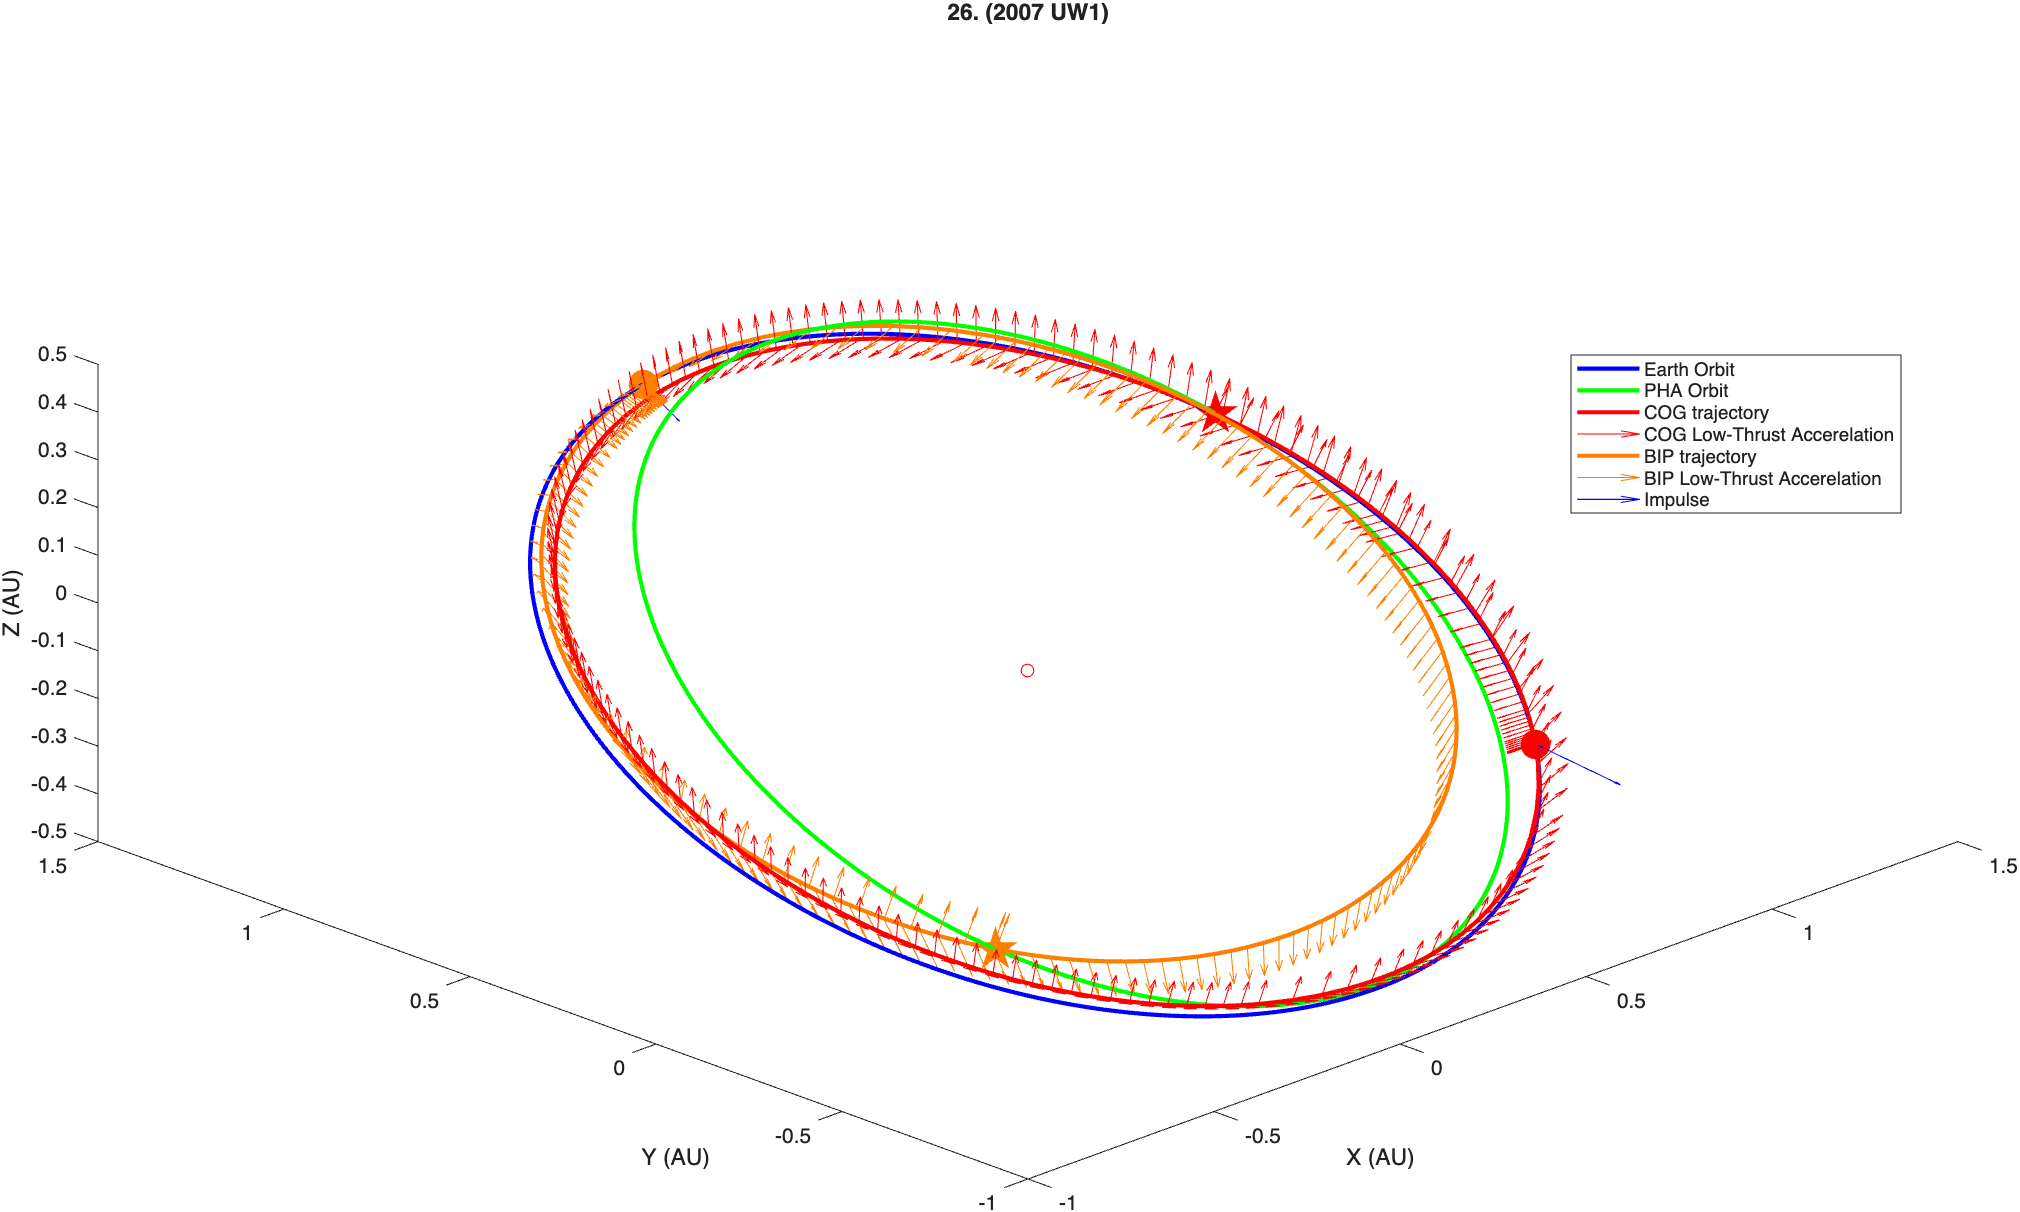 26. (2007 UW1)
Earth Orbit
PHA Orbit
COG trajectory
COG Low-Thrust Accerelation
BIP trajectory
BIP Low-Thrust Accerelation
Impulse
Z (AU)
0.5
0.4
0.3
0.2
0.1
0
-0.1
-0.2
-0.3
-0.4
-0.5
1.5
1
0.5
0
-0.5
-1
Y (AU)
-1
-0.5
0
0.5
1
1.5
X (AU)